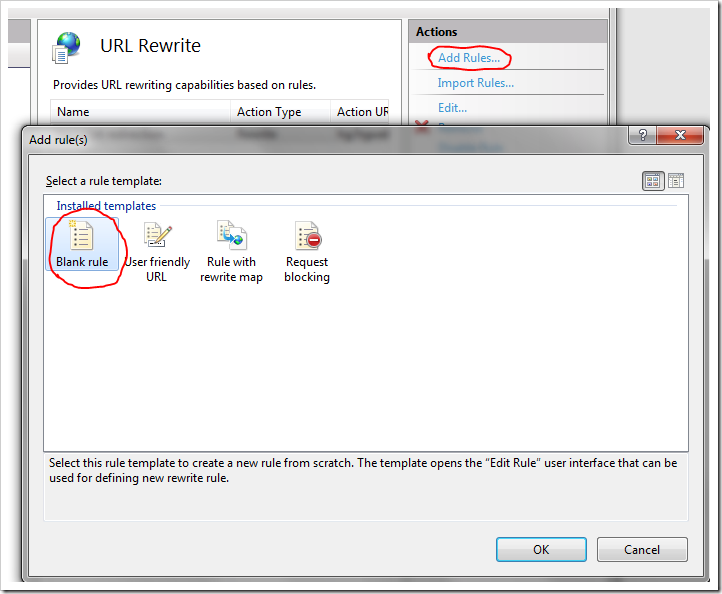 URL Rewrite
Provides URL rewriting capabilities based on rules.
Name Action Type Action UR
Actions
Add Rules...
Import Rules...
Edit...
Add rule(s)
Select a rule template:
Installed templates
Blank rule
User friendly
URL
Rule with
rewrite map
Request
blocking
Select this rule template to create a new rule from scratch. The template opens the “Edit Rule” user interface that can be
used for defining new rewrite rule.
OK Cancel